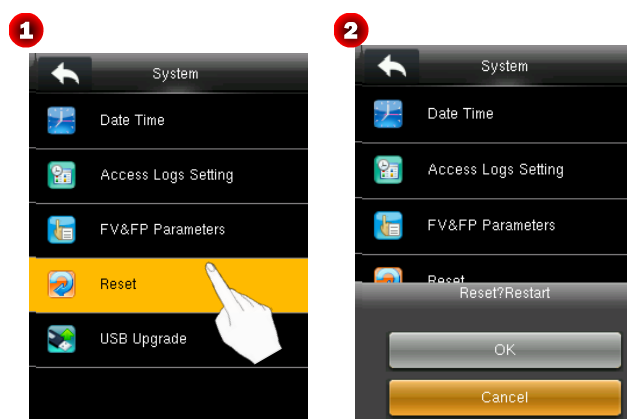 1
System
Date Time
Access Logs Setting
FV&FP Parameters
Reset
USB Upgrade
2
System
Date Time
Access Logs Setting
FV&FP Parameters
Reset
Reset?Restart
OK
Cancel